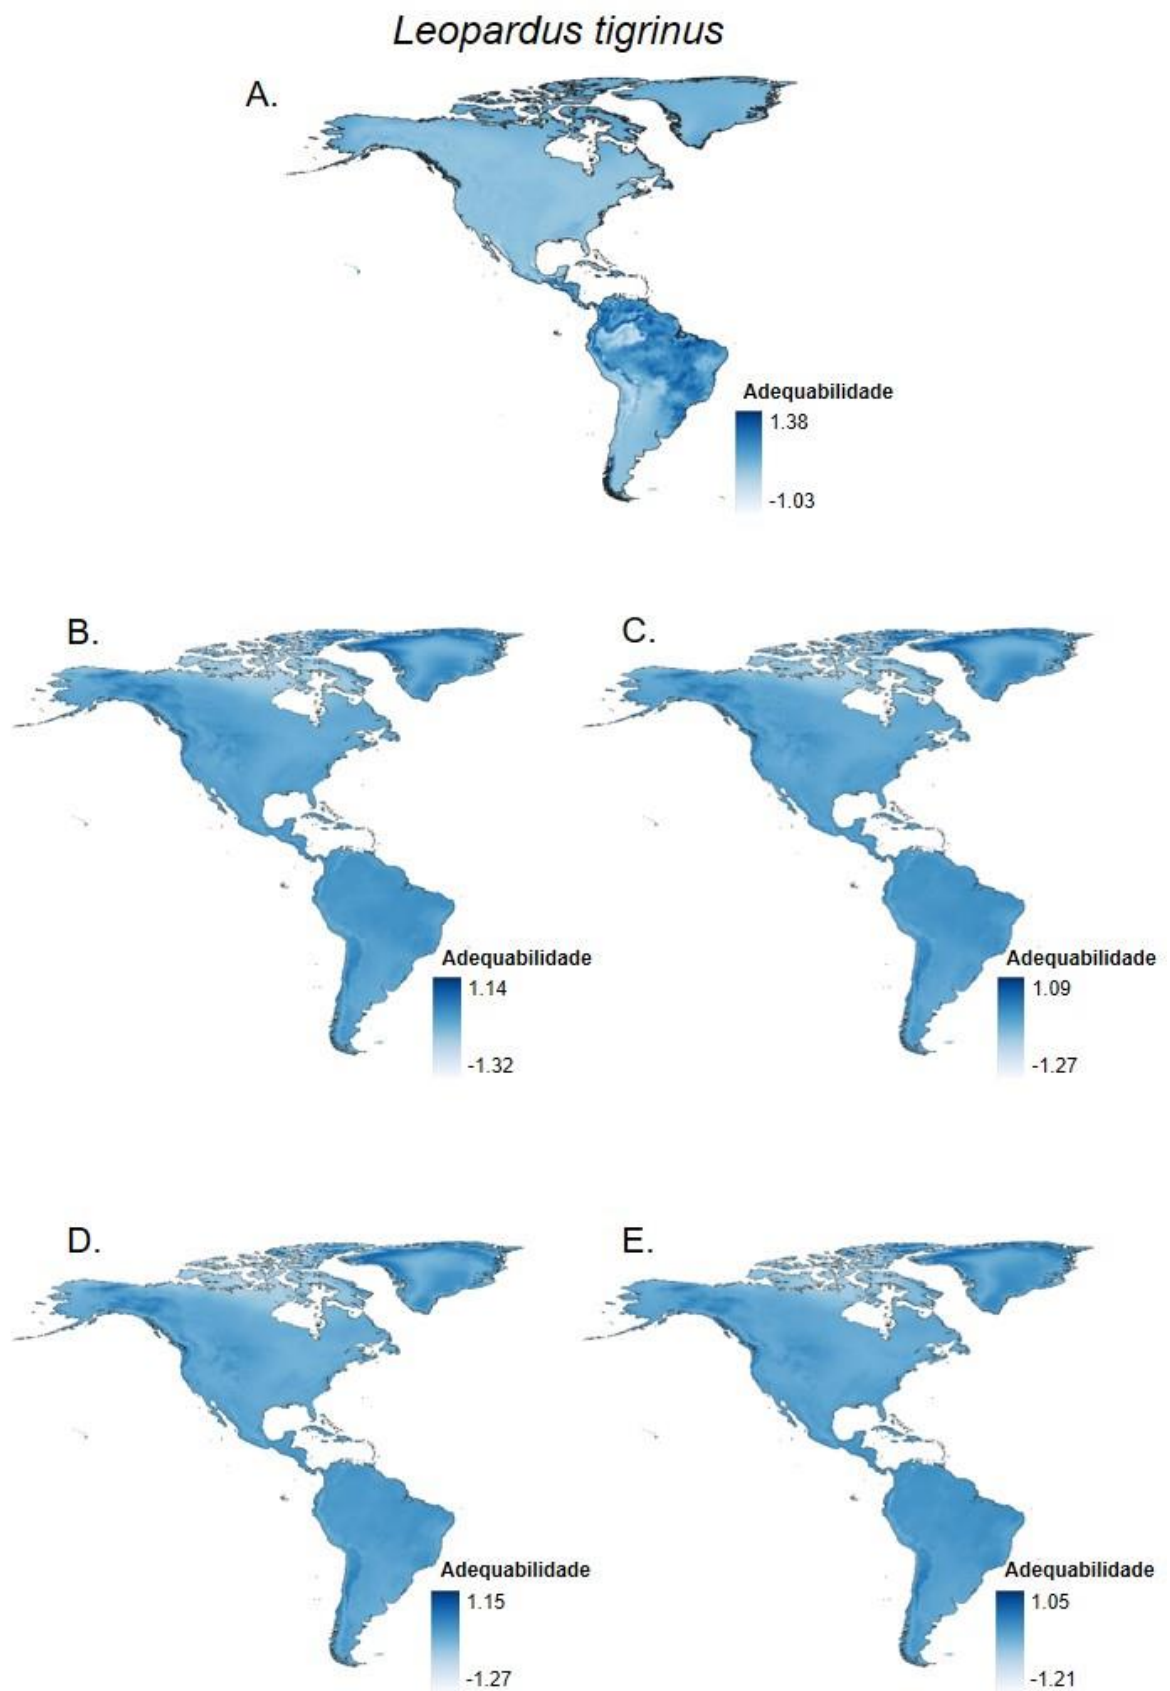 Leopardus tigrinus
A.
Adequabilidade
1.38
-1.03
B.
C.
Adequabilidade
1.14
-1.32
Adequabilidade
1.09
-1.27
D.
E.
Adequabilidade
1.15
-1.27
Adequabilidade
1.05
-1.21